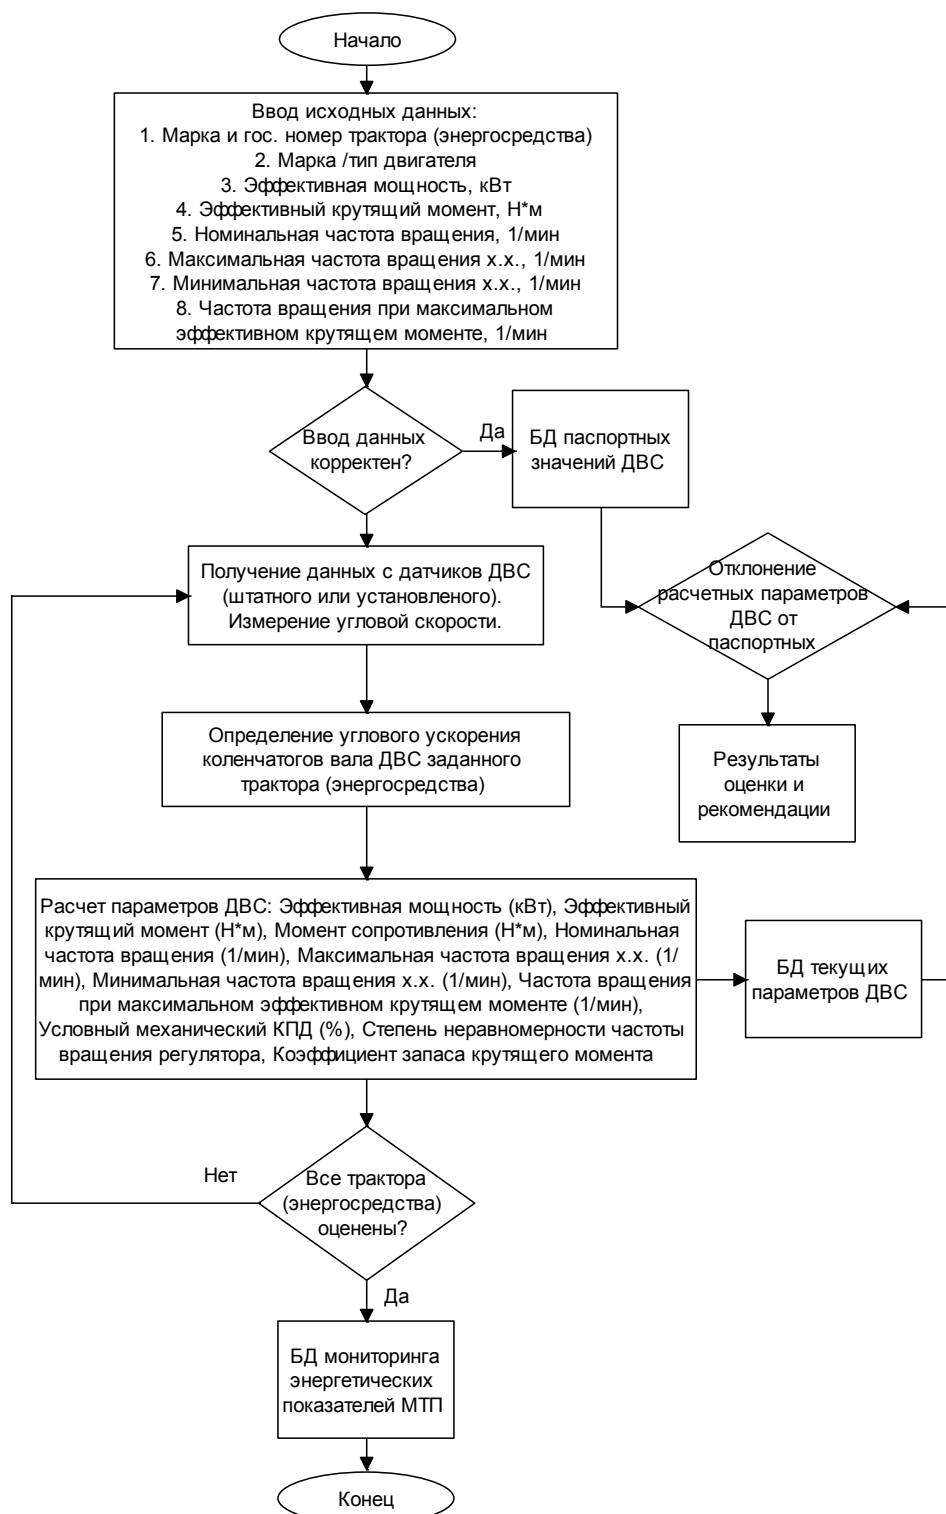 Начало
Ввод исходных данных:
1. Марка и гос. номер трактора (энергосредства)
2. Марка /тип двигателя
3. Эффективная мощность, кВт
4. Эффективный крутящий момент, Н*м
5. Номинальная частота вращения, 1/мин
6. Максимальная частота вращения х.х., 1/мин
7. Минимальная частота вращения х.х., 1/мин
8. Частота вращения при максимальном
эффективном крутящем моменте, 1/мин
Ввод данных
корректен?
Да
БД паспортных
значений ДВС
Получение данных с датчиков ДВС
(штатного или установленого).
Измерение угловой скорости.
Отклонение
расчетных параметров
ДВС от
паспортных
Определение углового ускорения
коленчатогов вала ДВС заданного
трактора (энергосредства)
Результаты
оценки и
рекомендации
Расчет параметров ДВС: Эффективная мощность (кВт), Эффективный
крутящий момент (Н*м), Момент сопротивления (Н*м), Номинальная
частота вращения (1/мин), Максимальная частота вращения х.х. (1/
мин), Минимальная частота вращения х.х. (1/мин), Частота вращения
при максимальном эффективном крутящем моменте (1/мин),
Условный механический КПД (%), Степень неравномерности частоты
вращения регулятора, Коэффициент запаса крутящего момента
БД текущих
параметров ДВС
Нет
Все трактора
(энергосредства)
оценены?
Да
БД мониторинга
энергетических
показателей МТП
Конец